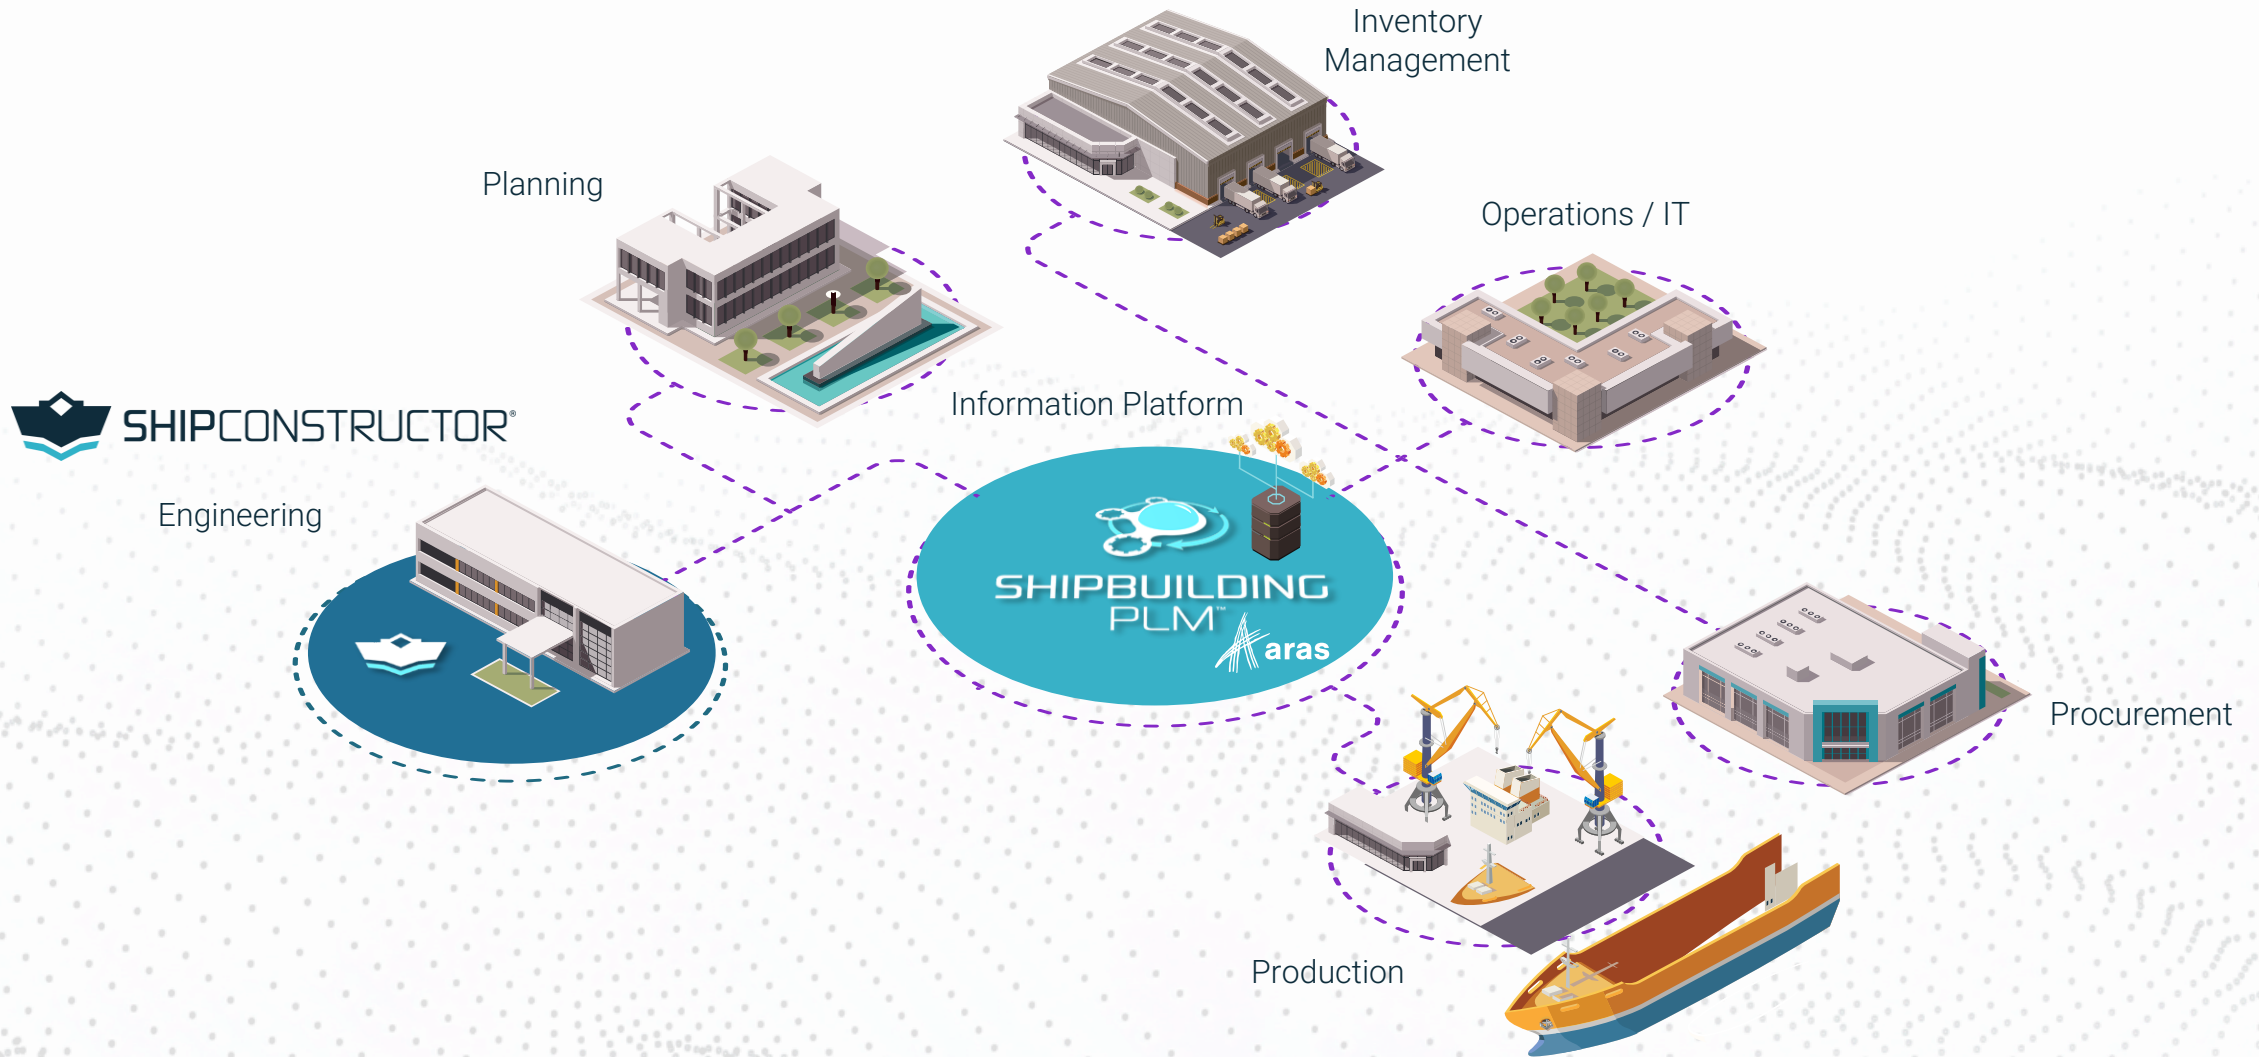 Inventory
Management
Planning
Operations / IT
Information Platform
SHIPCONSTRUCTOR®
Engineering
SHIPBUILDING
PLM™
aras
Procurement
Production